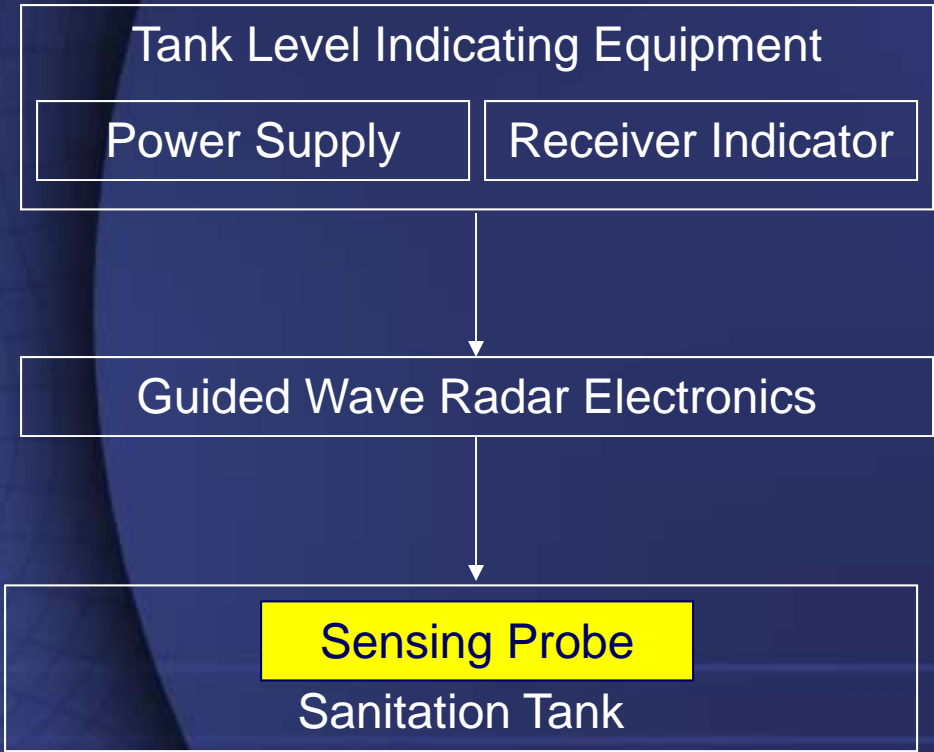 Tank Level Indicating Equipment
Power Supply
Receiver Indicator
Guided Wave Radar Electronics
Sensing Probe
Sanitation Tank